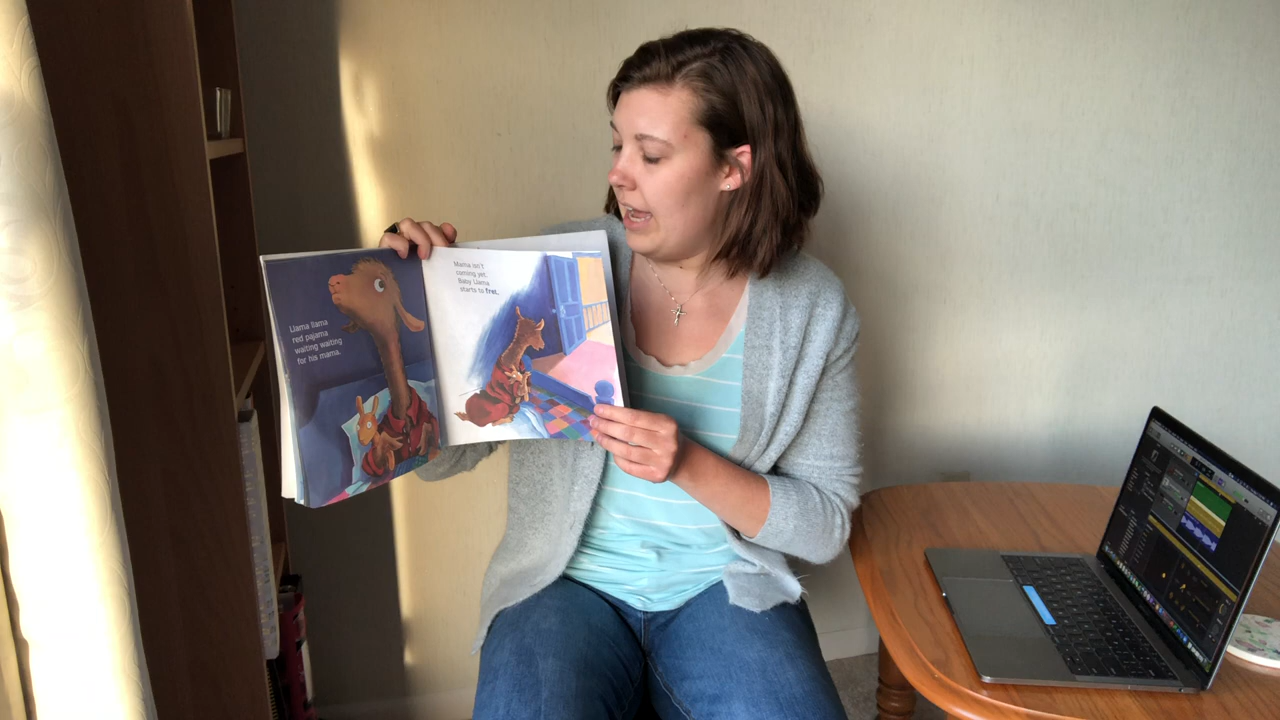 Llama llama
red pajama
waiting waiting
for his mama.
Mama isn't
coming yet.
Baby Llama
starts to fret.